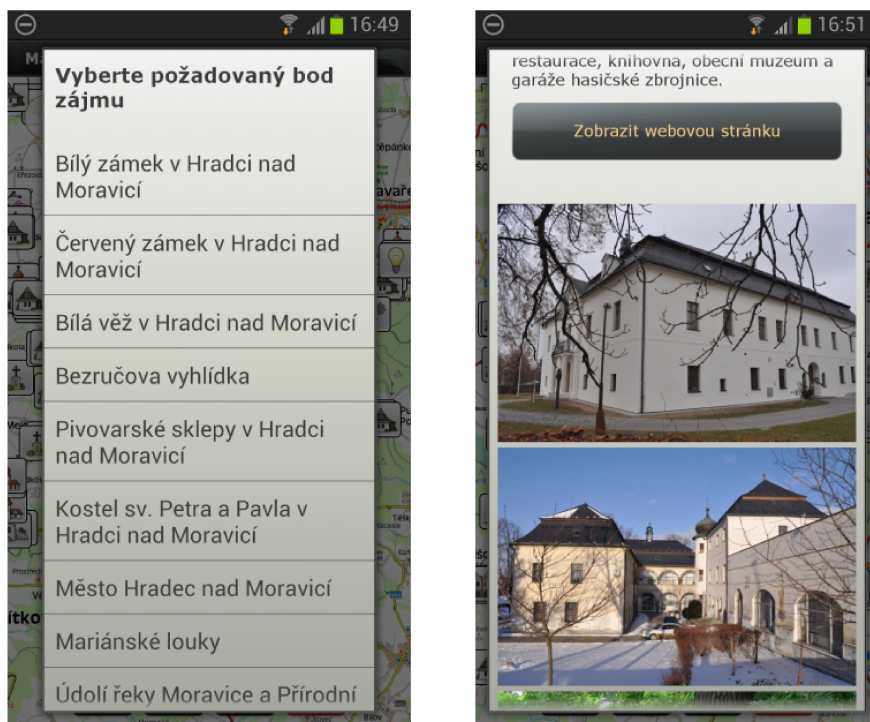 16:49
Vyberte požadovaný bod
zájmu
Bílý zámek v Hradci nad
Moravicí
Červený zámek v Hradci nad
Moravicí
Bílá věž v Hradci nad Moravicí
Bezručova vyhlídka
Pivovarské sklepy v Hradci
nad Moravicí
Kostel sv. Petra a Pavla v
Hradci nad Moravicí
Město Hradec nad Moravicí
Mariánské louky
Údolí řeky Moravice a Přírodní
16:51
restaurace, knihovna, obecní muzeum a
garáže hasičské zbrojnice.
Zobrazit webovou stránku